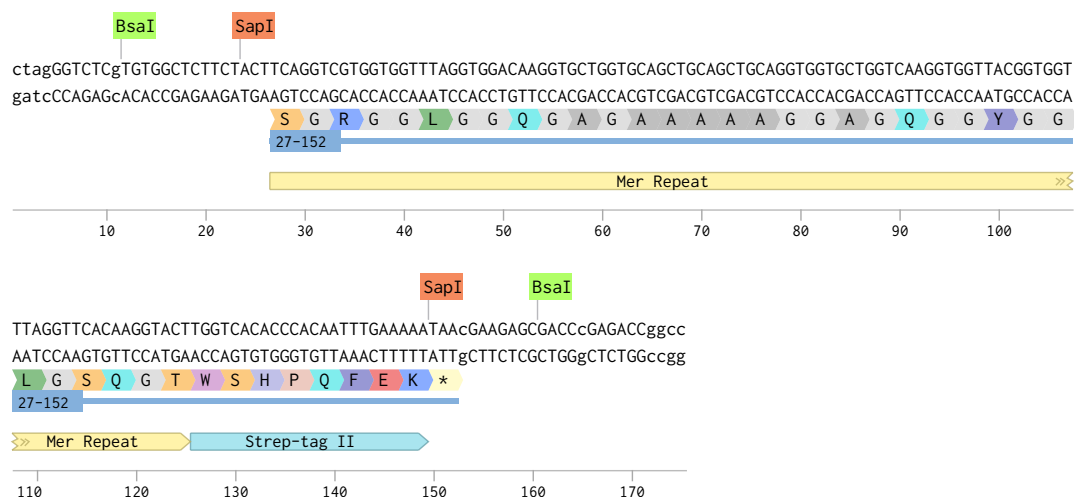 BsaI SapI
ctagGGTCTCgTGTGGCTCTTCTACTTCAGGTCGTGGTGGTTTAGGTGGACAAGGTGCTGGTGCAGCTGCAGCTGCAGGTGGTGCTGGTCAAGGTGGTTACGGTGGT
gatcCCAGAGcACACCGAGAAGATGAAGTCCAGCACCACCAAATCCACCTGTTCCACGACCACGTCGACGTCGACGTCCACCACGACCAGTTCCACCAATGCCACCA
S G R G G L G G Q G A G A A A A A G G A G Q G G Y G G
27-152
Mer Repeat
10 20 30 40 50 60 70 80 90 100
SapI BsaI
TTAGGTTCACAAGGTACTTGGTCACACCCACAATTTGAAAAATAAcGAAGAGCGACCcGAGACCggcc
AATCCAAGTGTTCCATGAACCAGTGTGGGTGTTAAACTTTTTATTgCTTCTCGCTGGgCTCTGGccgg
L G S Q G T W S H P Q F E K *
27-152
Mer Repeat Strep-tag II
110 120 130 140 150 160 170